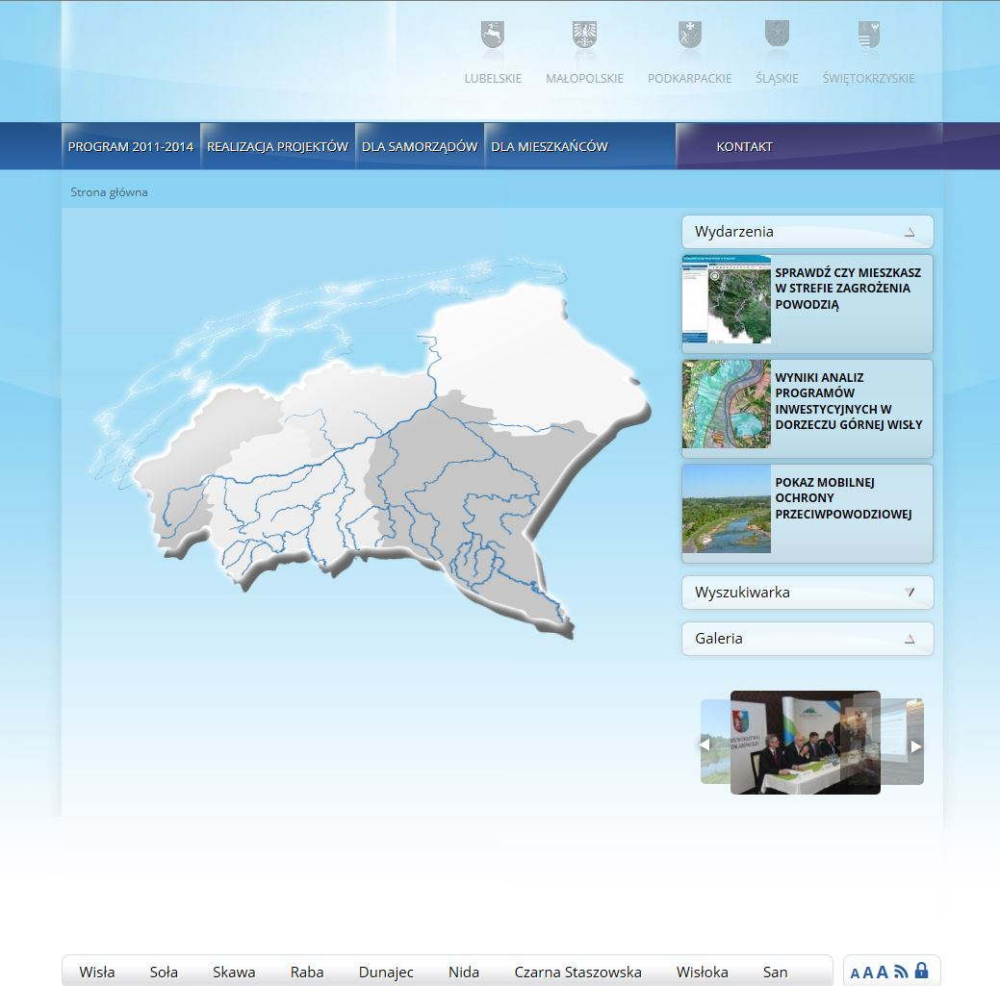 LUBELSKIE MAŁOPOLSKIE PODKARPACKIE ŚLĄSKIE ŚWIĘTOKRZYSKIE
PROGRAM 2011-2014 REALIZACJA PROJEKTÓW DLA SAMORZĄDÓW DLA MIESZKAŃCÓW KONTAKT
Strona główna
Wydarzenia
SPRAWDŹ CZY MIESZKASZ
W STREFIE ZAGROŻENIA
POWODZIĄ
WYNIKI ANALIZ
PROGRAMÓW
INWESTYCYJNYCH W
DORZECZU GÓRNEJ WISŁY
POKAZ MOBILNEJ
OCHRONY
PRZECIWPOWODZIOWEJ
Wyszukiwarka
Galeria
Wisła Soła Skawa Raba Dunajec Nida Czarna Staszowska Wisłoka San
A A A